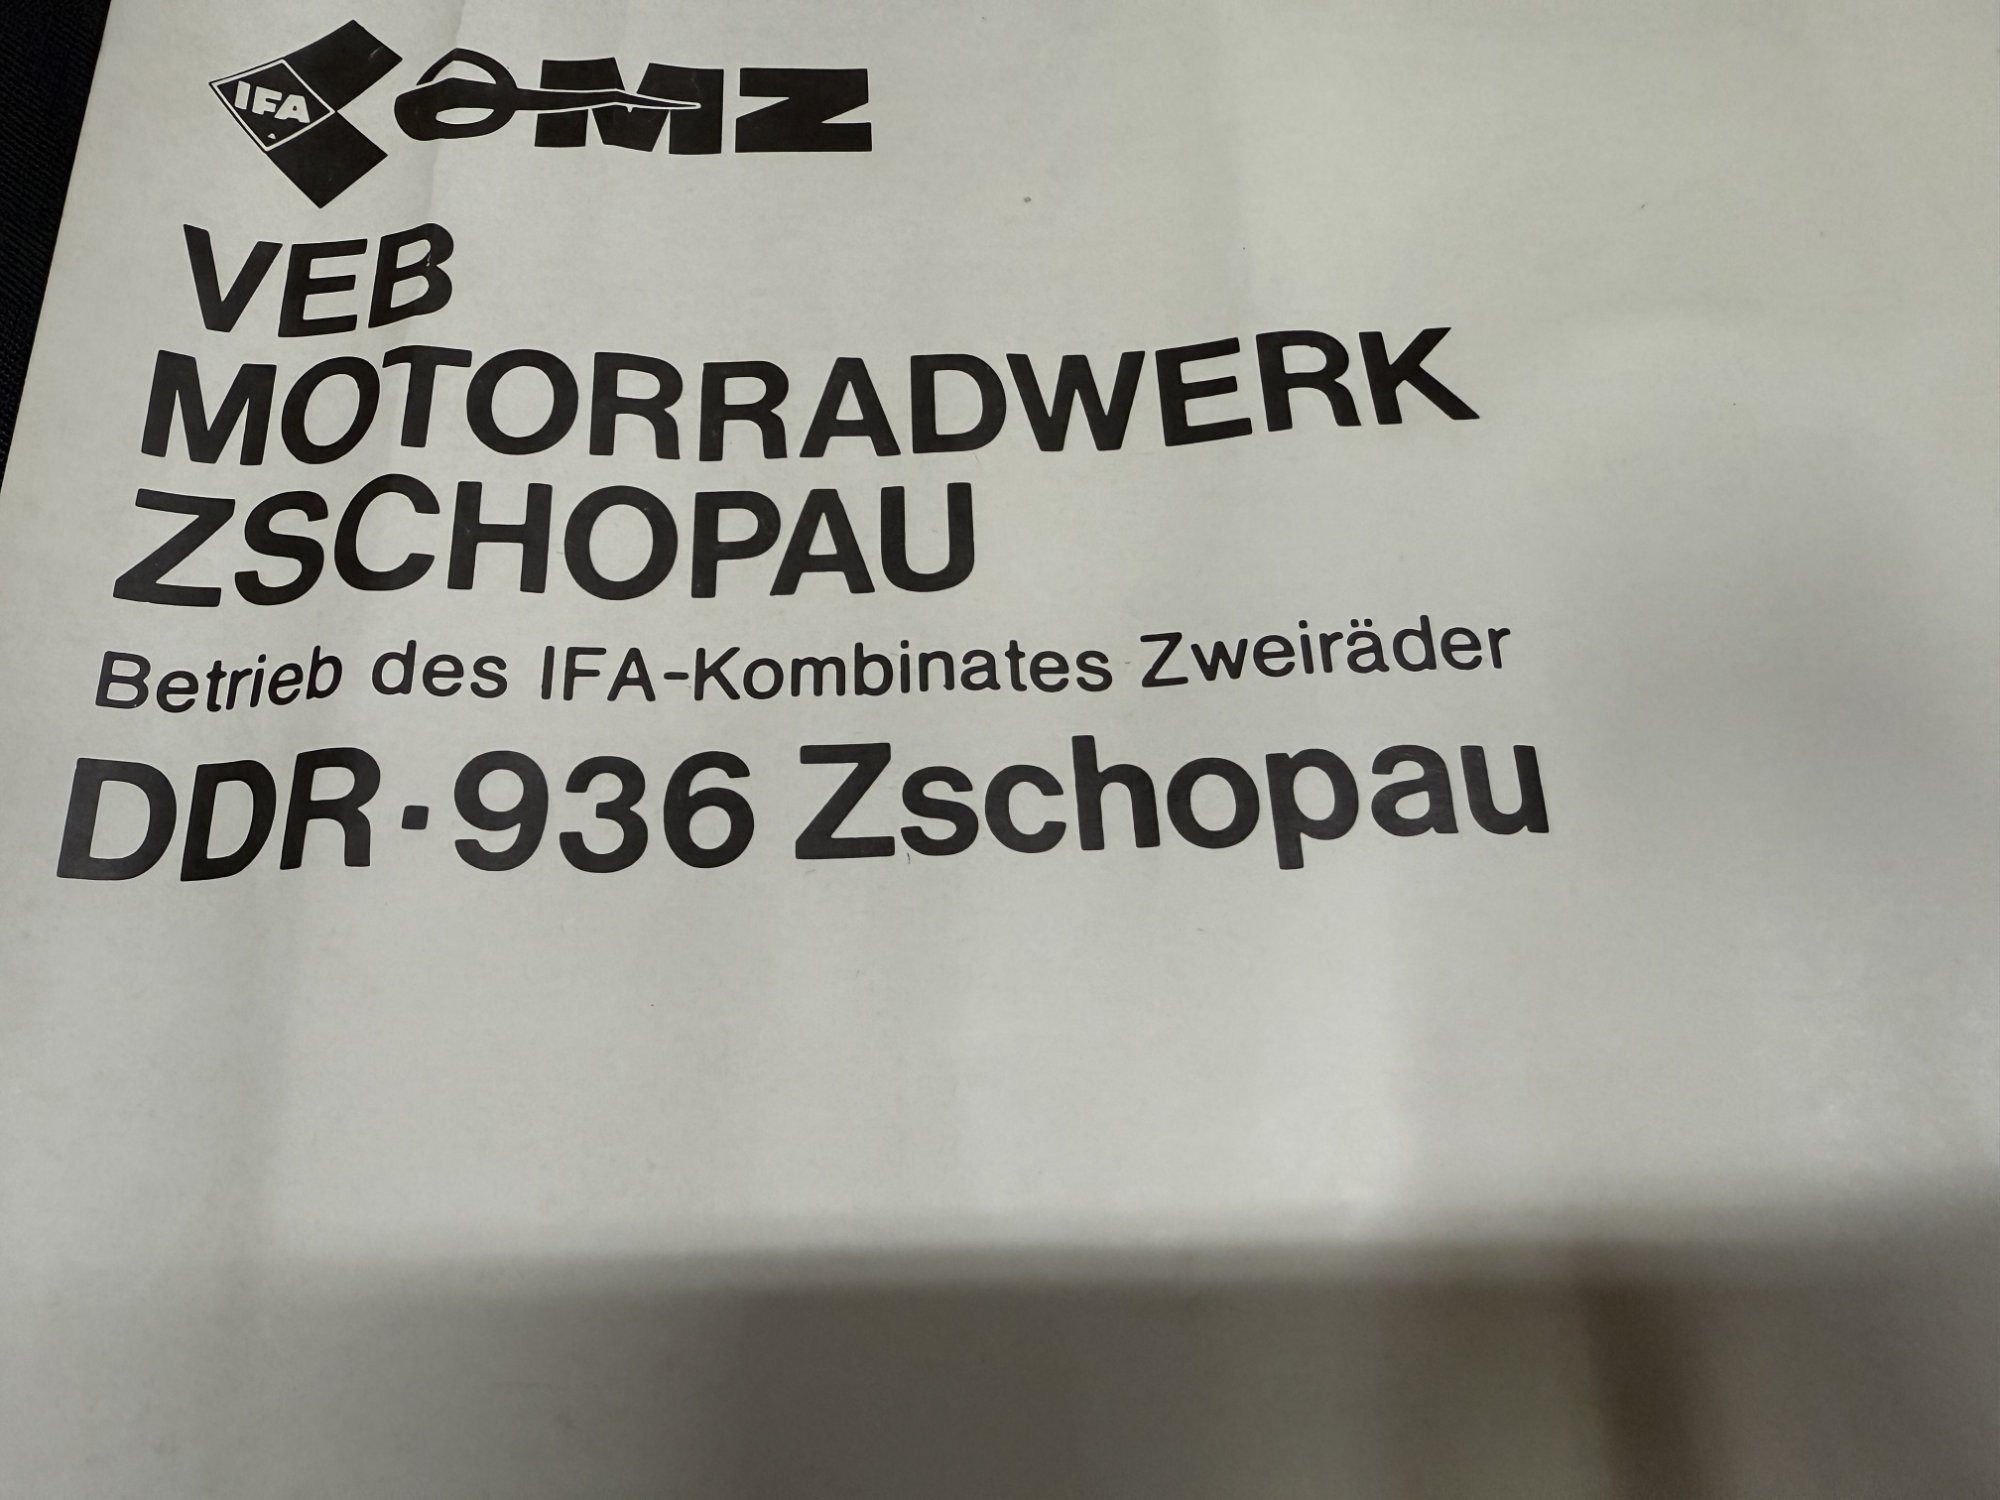 IFA MZ
VEB
MOTORRADWERK
ZSCHOPAU
Betrieb des IFA-Kombinates Zweiräder
DDR·936 Zschopau